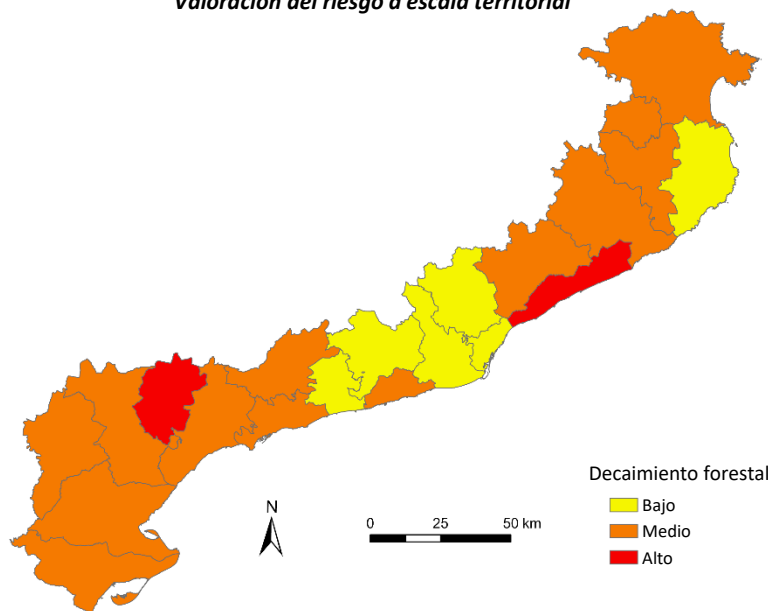 Valoración del riesgo a escala territorial
Decaimiento forestal
Bajo
Medio
Alto
N
0 25 50 km